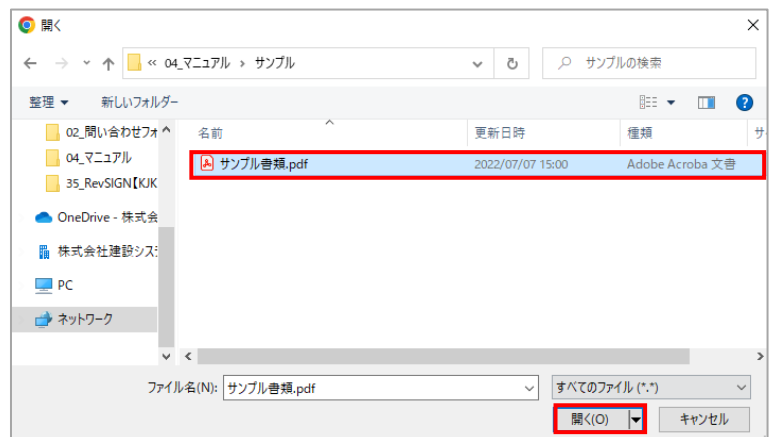 開く
« 04_マニュアル › サンプル
サンプルの検索
整理 新しいフォルダー
名前 更新日時 種類 サ
02_問い合わせフォ
04_マニュアル
35_RevSIGN【KJK
OneDrive - 株式会
株式会社建設シス
PC
ネットワーク
サンプル書類.pdf 2022/07/07 15:00 Adobe Acroba 文書
ファイル名(N): サンプル書類.pdf すべてのファイル (*.*)
開く(O) キャンセル